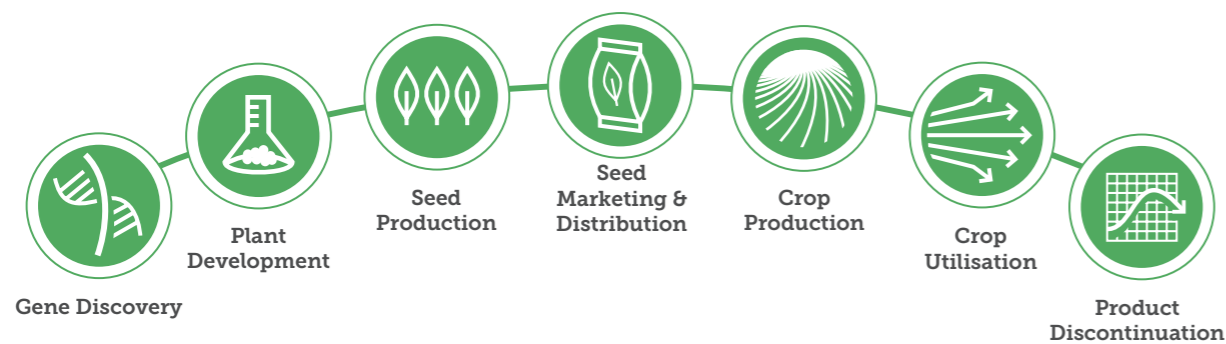 Gene Discovery
Plant
Development
Seed
Production
Seed
Marketing &
Distribution
Crop
Production
Crop
Utilisation
Product
Discontinuation